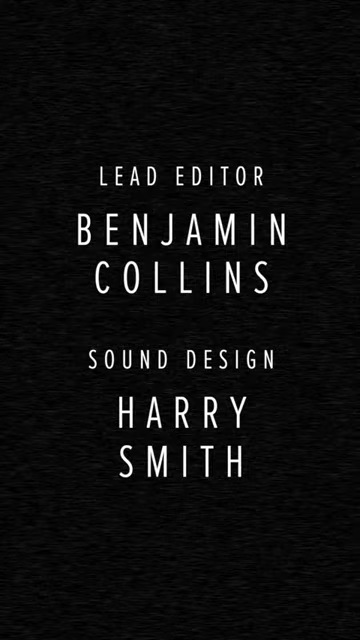 LEAD EDITOR
BENJAMIN
COLLINS
SOUND DESIGN
HARRY
SMITH